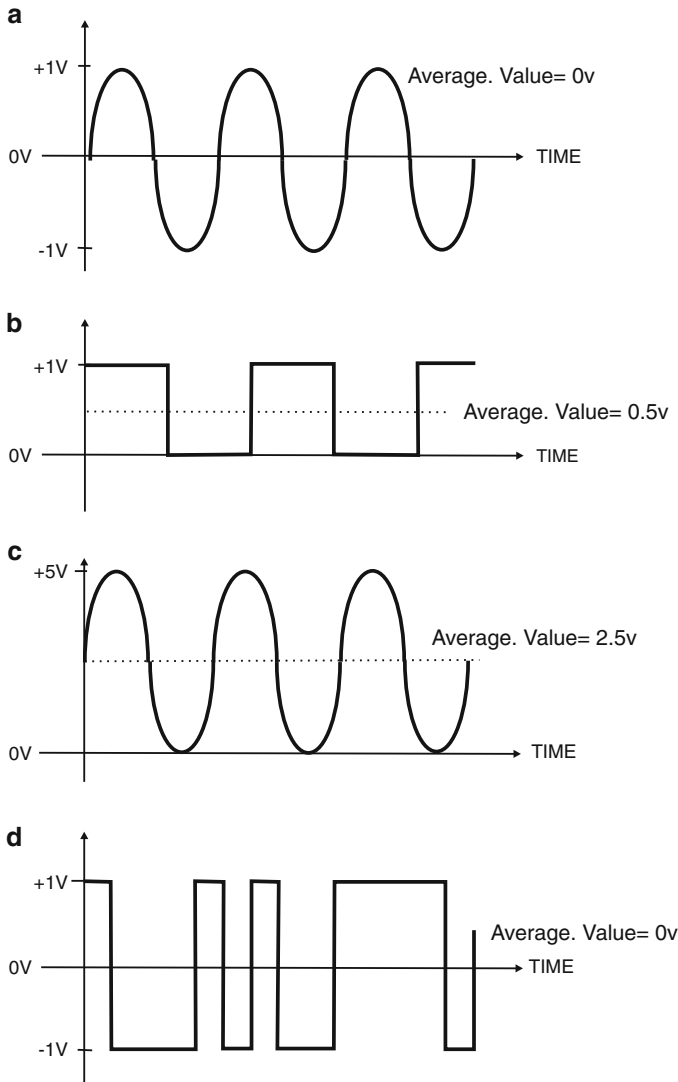 a
+1V
Average. Value= 0v
0V
TIME
-1V
b
+1V
Average. Value= 0.5v
0V
TIME
c
+5V
Average. Value= 2.5v
0V
TIME
d
+1V
Average. Value= 0v
0V
TIME
-1V